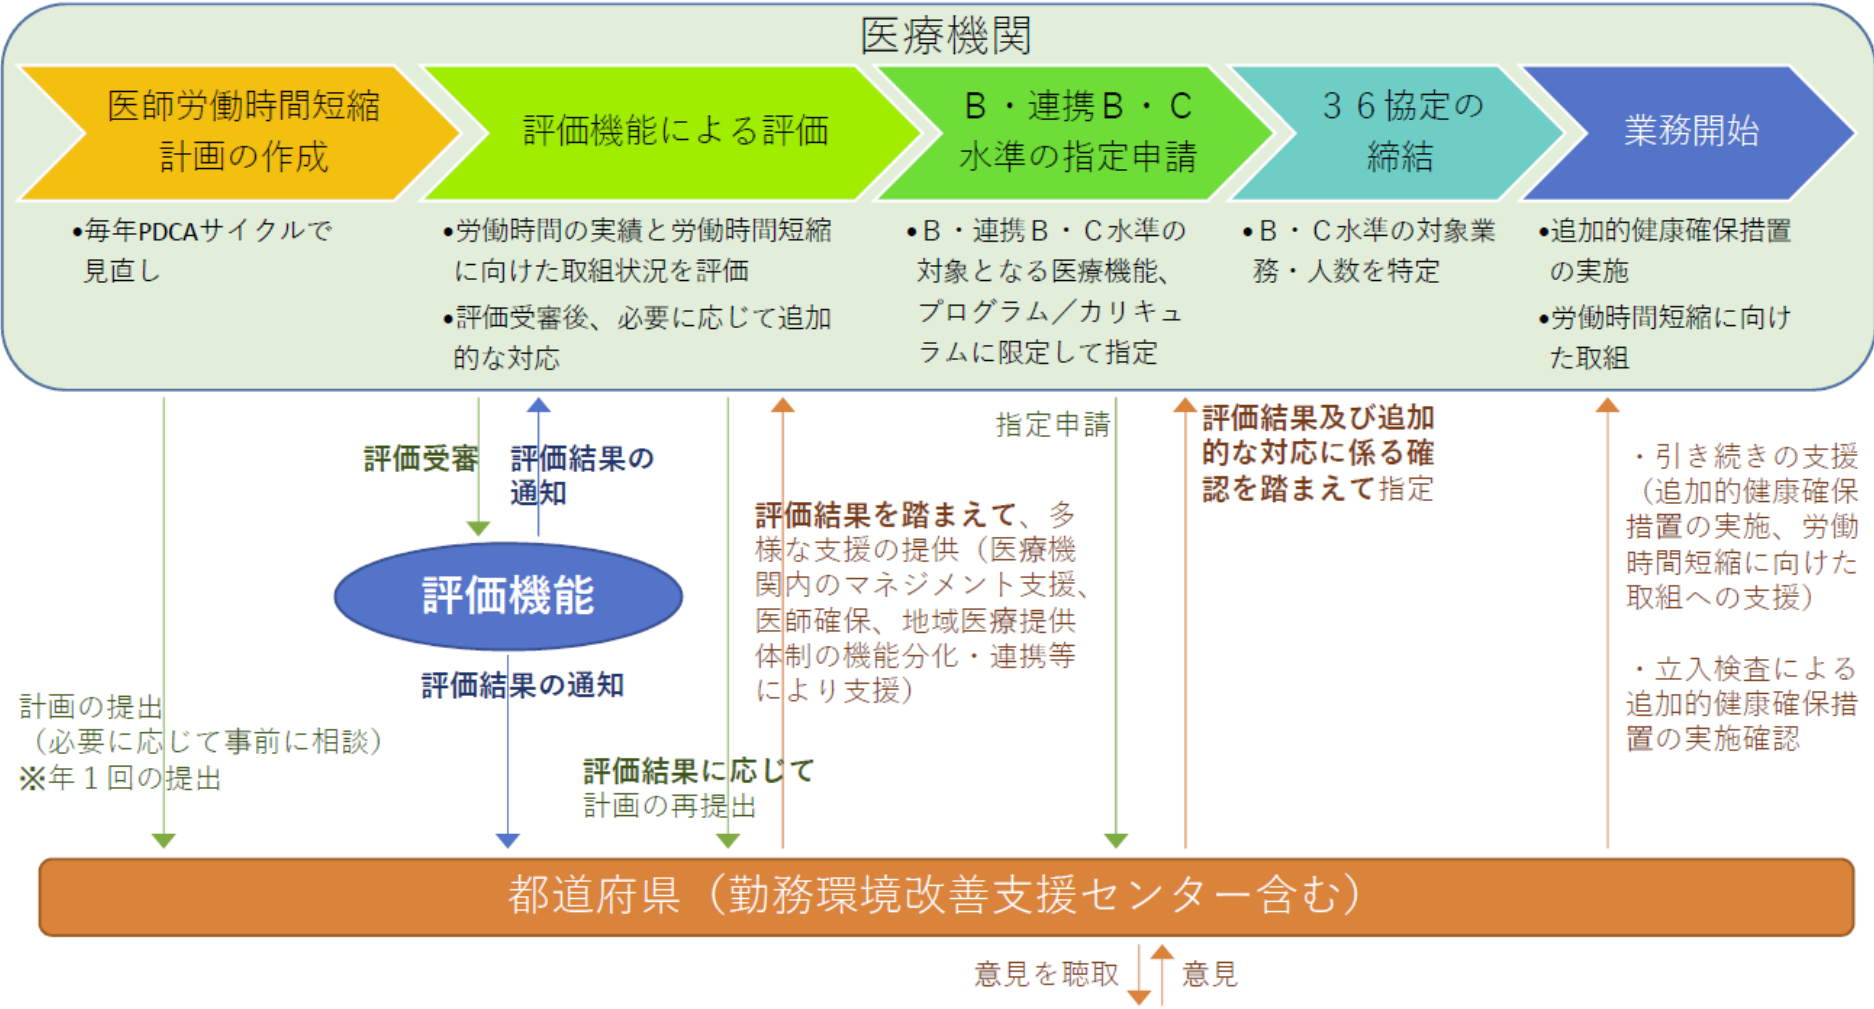 医療機関
医師労働時間短縮
計画の作成
評価機能による評価
B・連携B・C
水準の指定申請
３６協定の
締結
業務開始
•毎年PDCAサイクルで
見直し
•労働時間の実績と労働時間短縮
に向けた取組状況を評価
•評価受審後、必要に応じて追加
的な対応
•B・連携B・C水準の
対象となる医療機能、
プログラム／カリキュ
ラムに限定して指定
•B・C水準の対象業
務・人数を特定
•追加的健康確保措置
の実施
•労働時間短縮に向け
た取組
評価受審
評価結果の
通知
指定申請
評価結果及び追加
的な対応に係る確
認を踏まえて指定
・引き続きの支援
（追加的健康確保
措置の実施、労働
時間短縮に向けた
取組への支援）
・立入検査による
追加的健康確保措
置の実施確認
評価結果を踏まえて、多
様な支援の提供（医療機
関内のマネジメント支援、
医師確保、地域医療提供
体制の機能分化・連携等
により支援）
評価機能
評価結果の通知
計画の提出
（必要に応じて事前に相談）
※年１回の提出
評価結果に応じて
計画の再提出
都道府県（勤務環境改善支援センター含む）
意見を聴取
意見